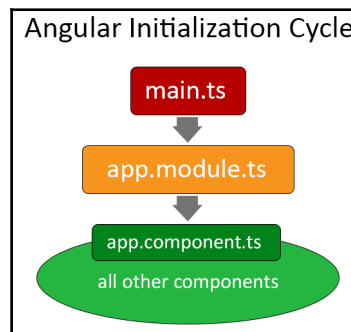 Angular Initialization Cycle
main.ts
app.module.ts
app.component.ts
all other components